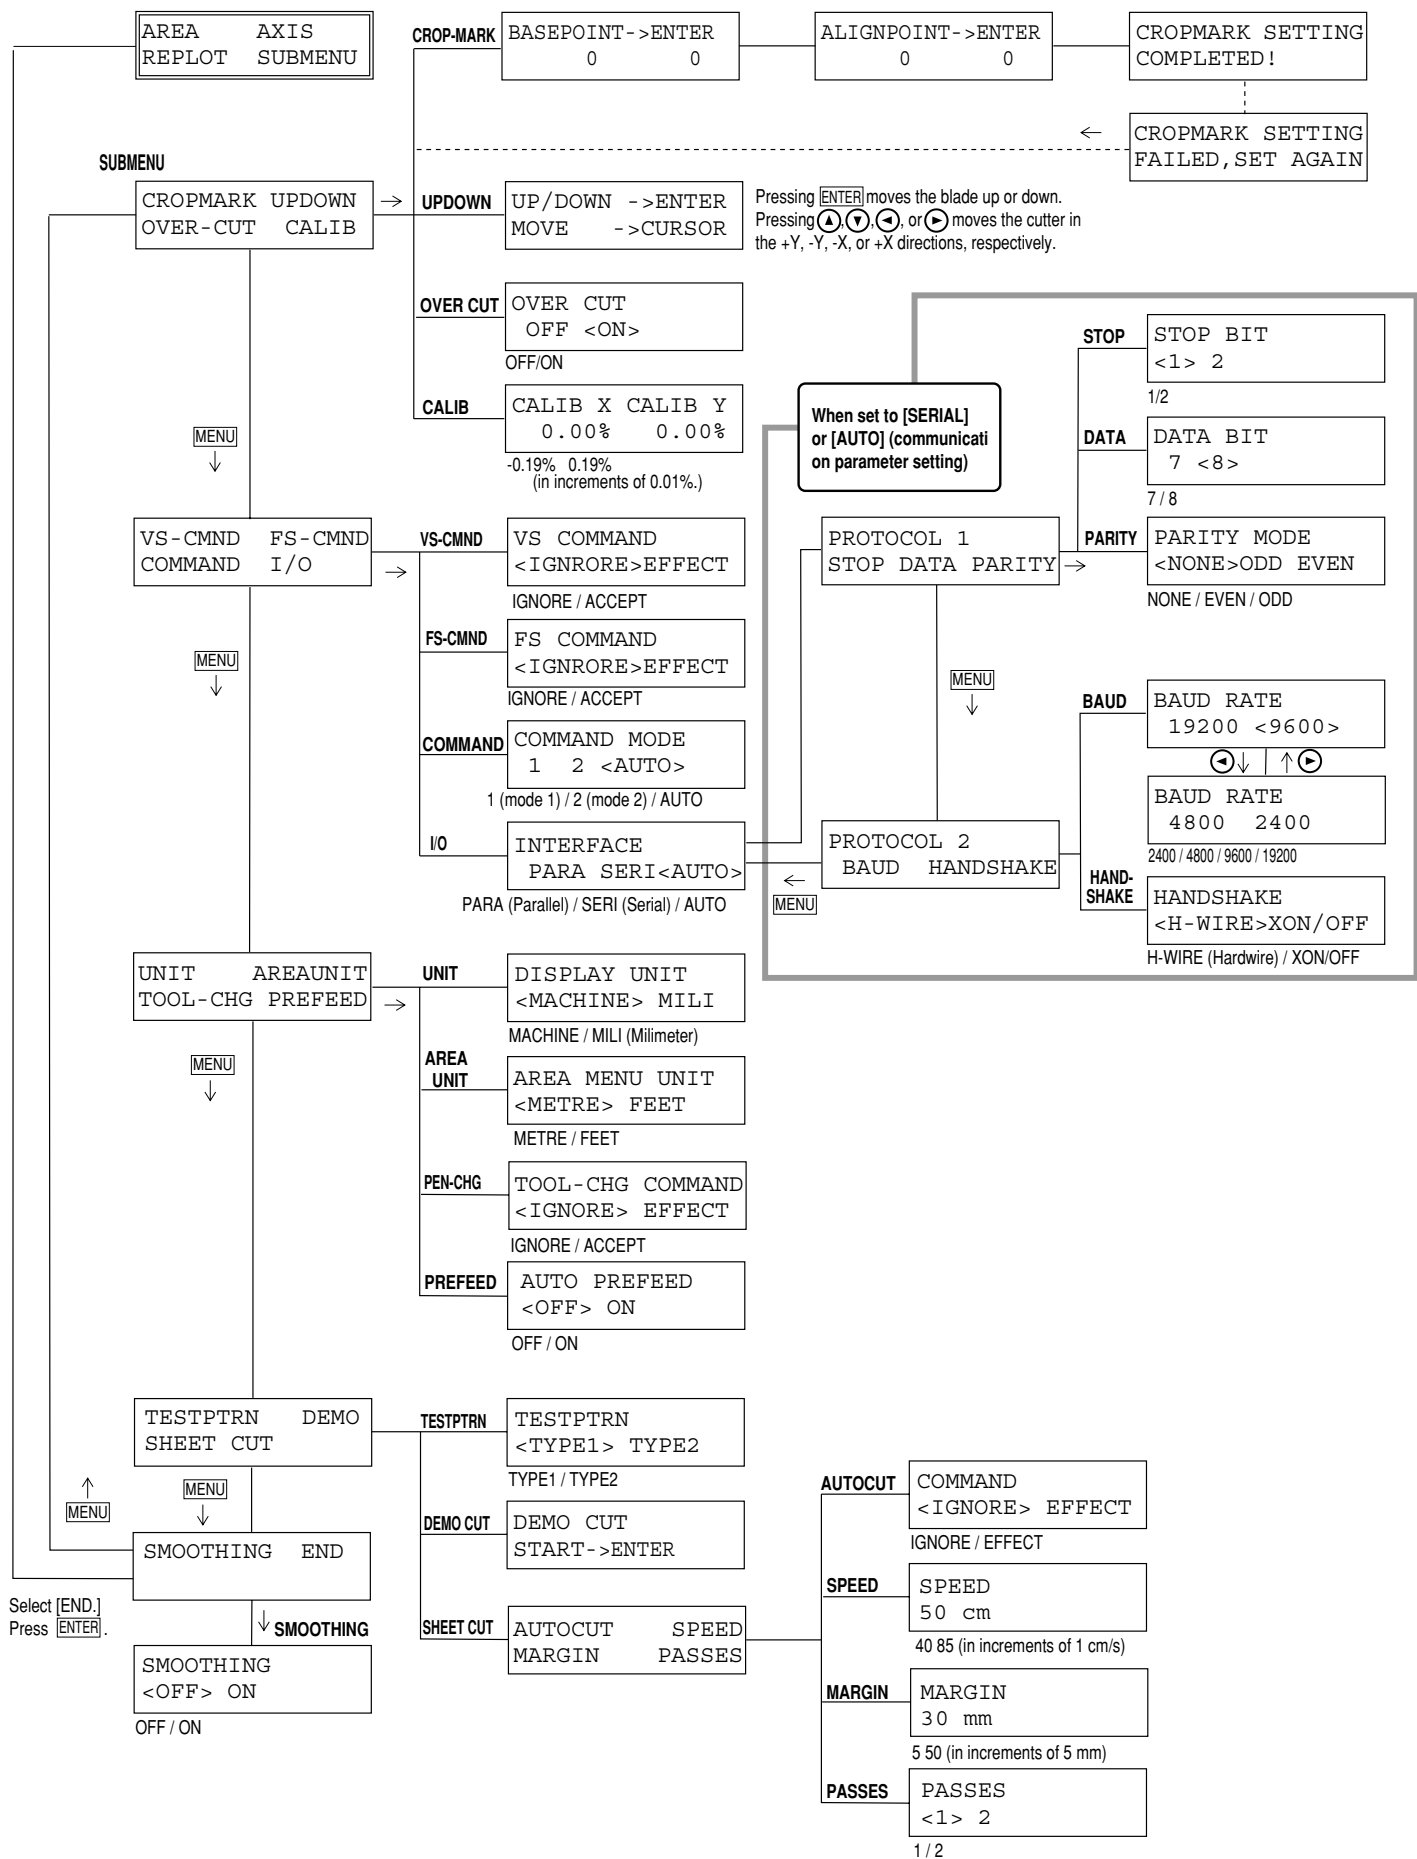 AREA AXIS
REPLOT SUBMENU
CROP-MARK
BASEPOINT->ENTER
0 0
ALIGNPOINT->ENTER
0 0
CROPMARK SETTING
COMPLETED!
←
CROPMARK SETTING
FAILED,SET AGAIN
SUBMENU
CROPMARK UPDOWN
OVER-CUT CALIB
→
UPDOWN
UP/DOWN ->ENTER
MOVE ->CURSOR
Pressing ENTER moves the blade up or down.
Pressing ▲, ▼, ◄, or ► moves the cutter in
the +Y, -Y, -X, or +X directions, respectively.
OVER CUT
OVER CUT
OFF <ON>
OFF/ON
CALIB
CALIB X CALIB Y
0.00% 0.00%
-0.19% 0.19%
(in increments of 0.01%.)
MENU
↓
When set to [SERIAL]
or [AUTO] (communicati
on parameter setting)
STOP
STOP BIT
<1> 2
1/2
DATA
DATA BIT
7 <8>
7 / 8
PROTOCOL 1
STOP DATA PARITY
→
PARITY
PARITY MODE
<NONE>ODD EVEN
NONE / EVEN / ODD
VS-CMND FS-CMND
COMMAND I/O
→
VS-CMND
VS COMMAND
<IGNRORE>EFFECT
IGNORE / ACCEPT
FS-CMND
FS COMMAND
<IGNRORE>EFFECT
IGNORE / ACCEPT
MENU
↓
MENU
↓
COMMAND
COMMAND MODE
1 2 <AUTO>
1 (mode 1) / 2 (mode 2) / AUTO
BAUD
BAUD RATE
19200 <9600>
◄↓ ↑►
BAUD RATE
4800 2400
2400 / 4800 / 9600 / 19200
I/O
INTERFACE
PARA SERI<AUTO>
PARA (Parallel) / SERI (Serial) / AUTO
PROTOCOL 2
BAUD HANDSHAKE
←
MENU
HAND-
SHAKE
HANDSHAKE
<H-WIRE>XON/OFF
H-WIRE (Hardwire) / XON/OFF
UNIT AREAUNIT
TOOL-CHG PREFEED
→
UNIT
DISPLAY UNIT
<MACHINE> MILI
MACHINE / MILI (Milimeter)
MENU
↓
AREA
UNIT
AREA MENU UNIT
<METRE> FEET
METRE / FEET
PEN-CHG
TOOL-CHG COMMAND
<IGNORE> EFFECT
IGNORE / ACCEPT
PREFEED
AUTO PREFEED
<OFF> ON
OFF / ON
TESTPTRN DEMO
SHEET CUT
TESTPTRN
TESTPTRN
<TYPE1> TYPE2
TYPE1 / TYPE2
↑
MENU
MENU
↓
DEMO CUT
DEMO CUT
START->ENTER
SMOOTHING END
Select [END.]
Press ENTER.
↓ SMOOTHING
SMOOTHING
<OFF> ON
OFF / ON
SHEET CUT
AUTOCUT SPEED
MARGIN PASSES
AUTOCUT
COMMAND
<IGNORE> EFFECT
IGNORE / EFFECT
SPEED
SPEED
50 cm
40 85 (in increments of 1 cm/s)
MARGIN
MARGIN
30 mm
5 50 (in increments of 5 mm)
PASSES
PASSES
<1> 2
1 / 2